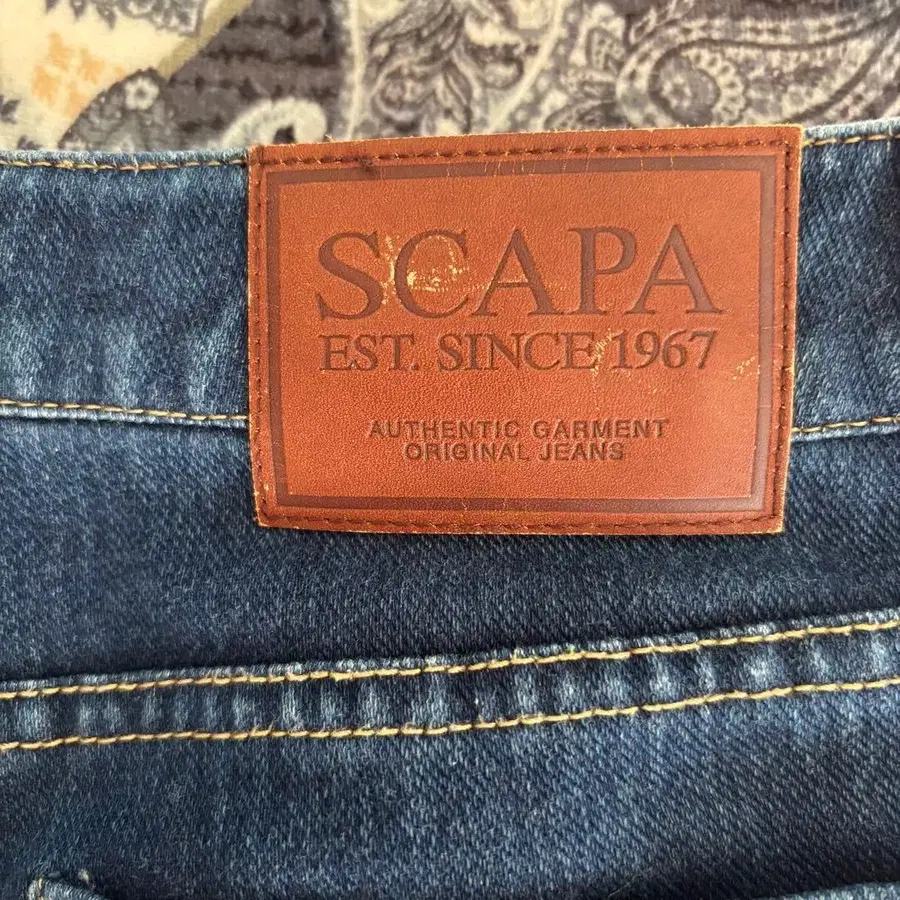 SCAPA
EST. SINCE 1967
AUTHENTIC GARMENT
ORIGINAL JEANS